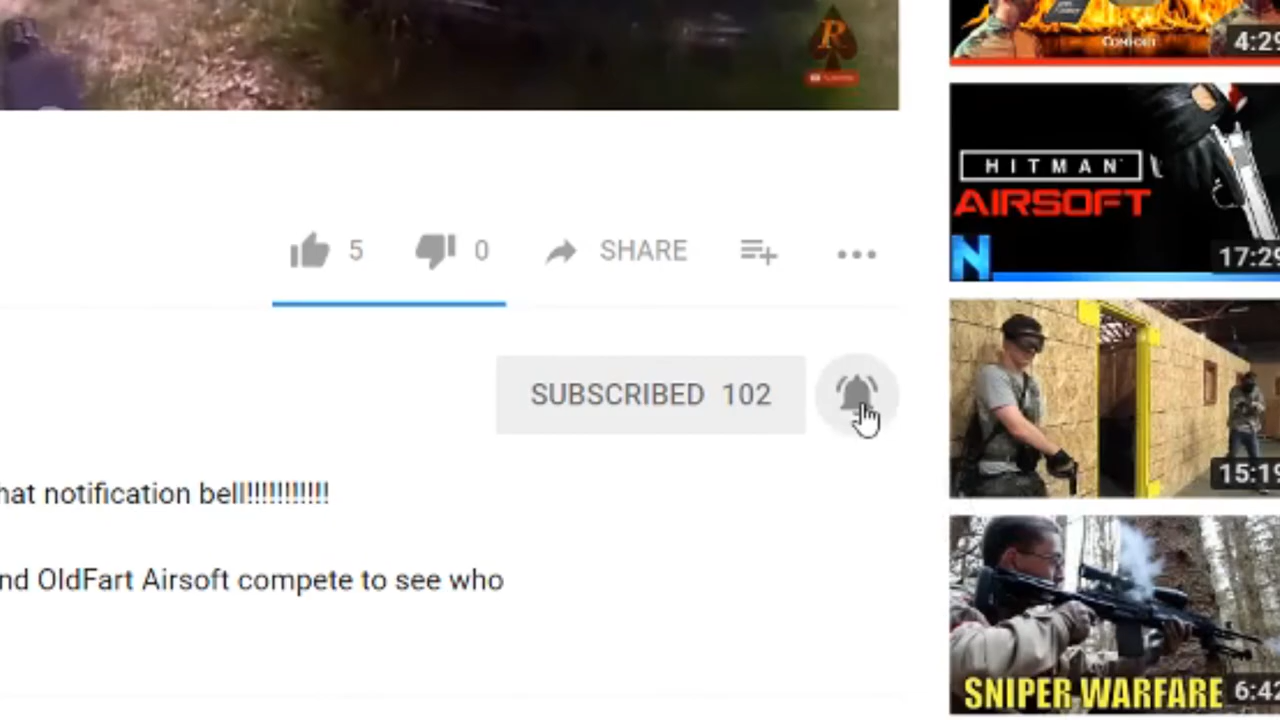 R
COMFORT
4:29
HITMAN
AIRSOFT
N
17:29
5
0
SHARE
SUBSCRIBED 102
15:19
hat notification bell!!!!!!!!!!!
nd OldFart Airsoft compete to see who
SNIPER WARFARE 6:42